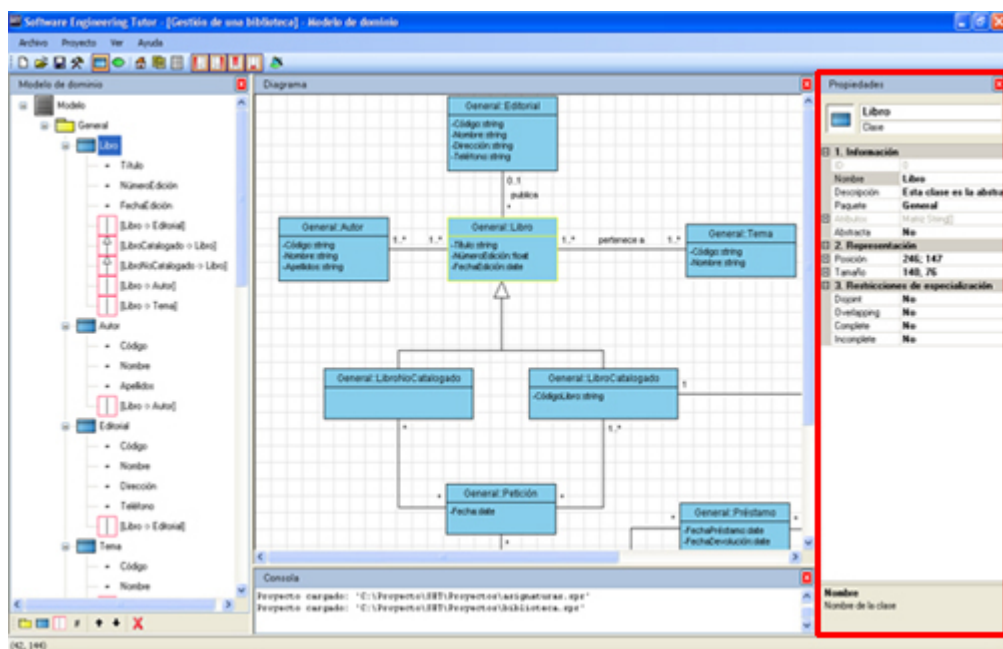 Software Engineering Tutor - [Gestión de una biblioteca] - Modelo de dominio
Archivo Proyecto Ver Ayuda
Modelo de dominio
Modelo
General
Libro
Título
NúmeroEdición
FechaEdición
[Libro -> Editorial]
[LibroCatalogado -> Libro]
[LibroNoCatalogado -> Libro]
[Libro -> Autor]
[Libro -> Tema]
Autor
Código
Nombre
Apellidos
[Libro -> Autor]
Editorial
Código
Nombre
Dirección
Teléfono
[Libro -> Editorial]
Tema
Código
Nombre
Diagrama
General::Editorial
-Código:string
-Nombre:string
-Dirección:string
-Teléfono:string
0..1
publica
*
General::Autor
-Código:string
-Nombre:string
-Apellidos:string
1..* 1..*
General::Libro
-Título:string
-NúmeroEdición:float
-FechaEdición:date
1..* pertenece a 1..*
General::Tema
-Código:string
-Nombre:string
General::LibroNoCatalogado
*
General::LibroCatalogado
-CódigoLibro:string
1
1..*
* General::Petición *
-Fecha:date
*
* General::Préstamo *
-FechaPréstamo:date
-FechaDevolución:date
Consola
Proyecto cargado: 'C:\Proyecto\SET\Proyectos\asignaturas.spr'
Proyecto cargado: 'C:\Proyecto\SET\Proyectos\biblioteca.spr'
Propiedades
Libro
Clase
1. Información
ID 0
Nombre Libro
Descripción Esta clase es la abstra
Paquete General
Atributos Matriz String[]
Abstracta No
2. Representación
Posición 246; 147
Tamaño 140; 76
3. Restricciones de especialización
Disjoint No
Overlapping No
Complete No
Incomplete No
Nombre
Nombre de la clase
(42, 144)